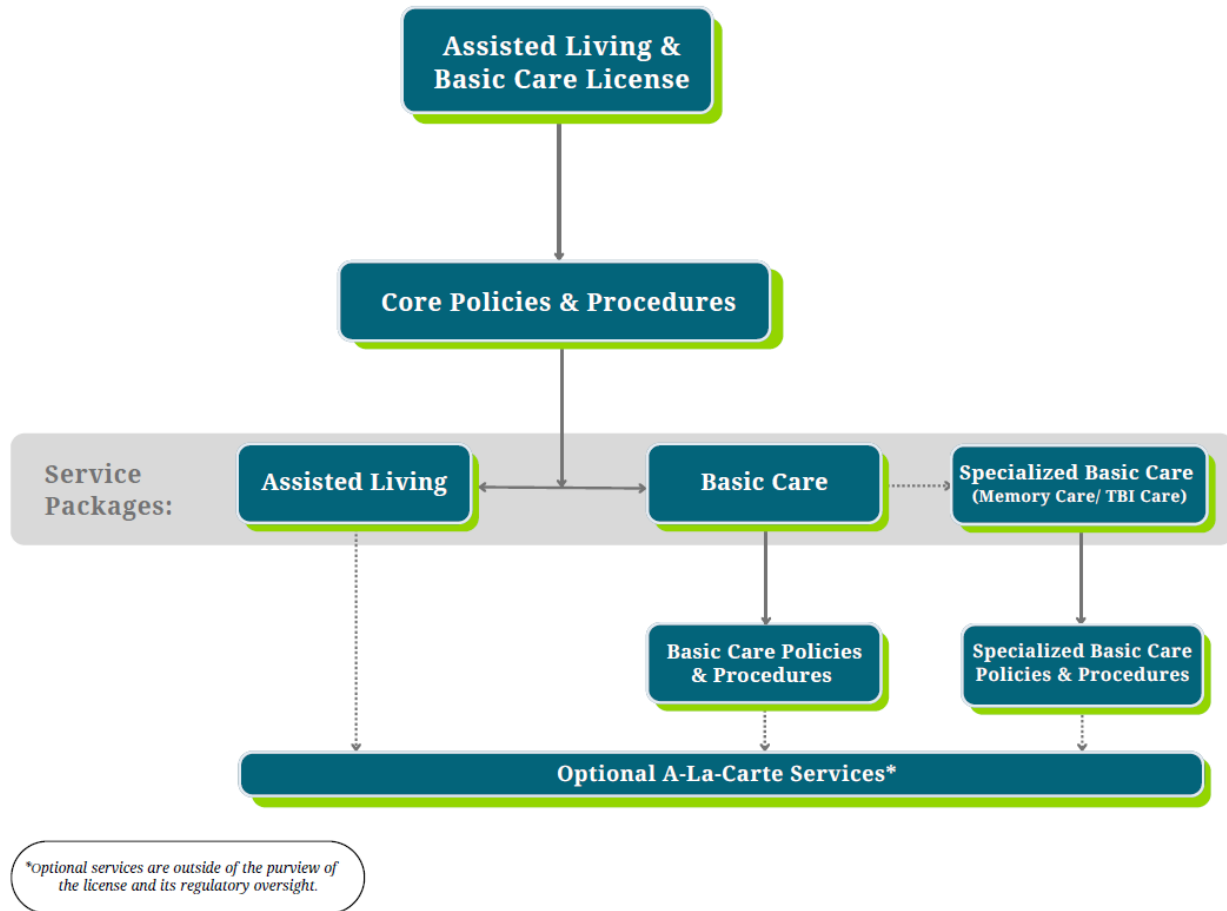 Assisted Living &
Basic Care License
Core Policies & Procedures
Service
Packages:
Assisted Living
Basic Care
Specialized Basic Care
(Memory Care/ TBI Care)
Basic Care Policies
& Procedures
Specialized Basic Care
Policies & Procedures
Optional A-La-Carte Services*
*Optional services are outside of the purview of
the license and its regulatory oversight.